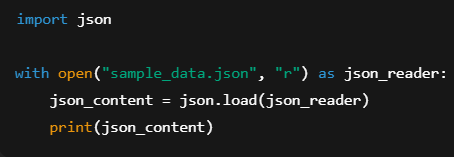 import json

with open("sample_data.json", "r") as json_reader:
    json_content = json.load(json_reader)
    print(json_content)